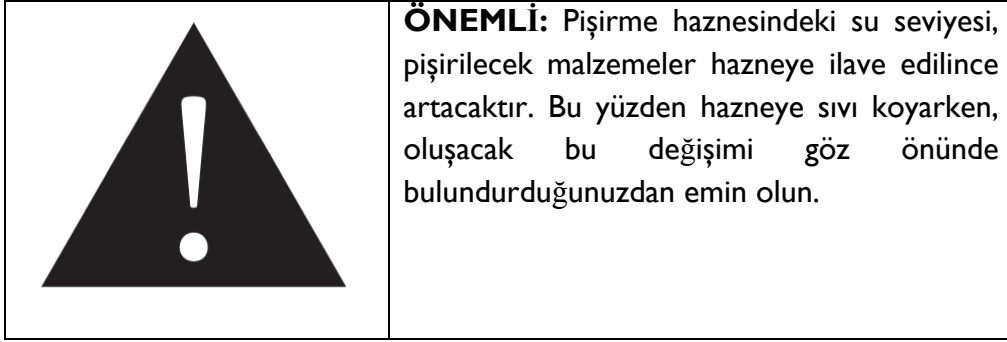 ÖNEMLİ: Pişirme haznesindeki su seviyesi,
pişirilecek malzemeler hazneye ilave edilince
artacaktır. Bu yüzden hazneye sıvı koyarken,
oluşacak bu değişimi göz önünde
bulundurduğunuzdan emin olun.